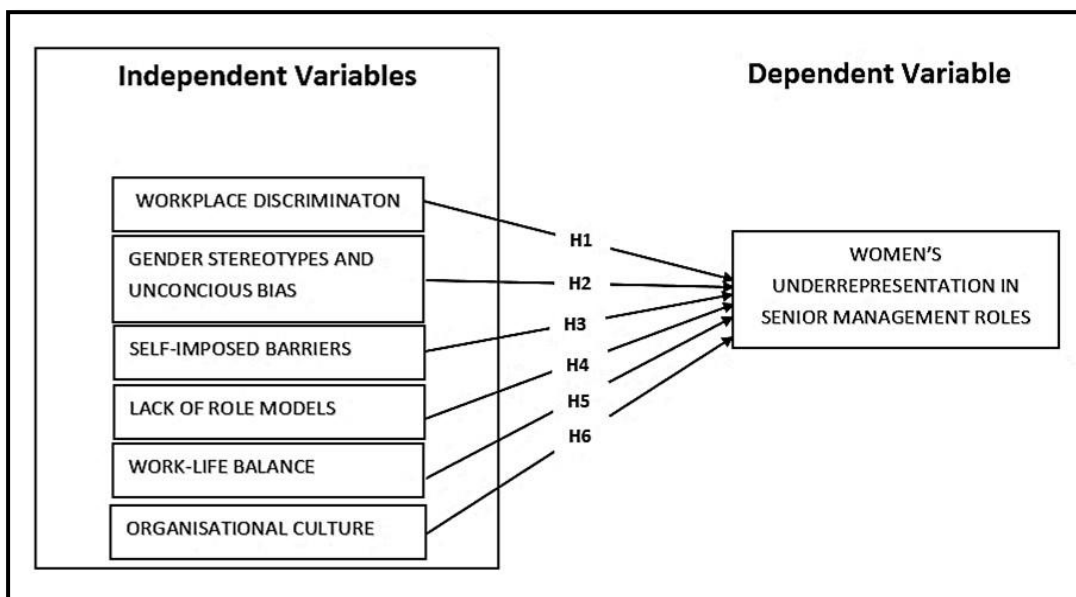 Independent Variables
Dependent Variable
WORKPLACE DISCRIMINATON
GENDER STEREOTYPES AND
UNCONCIOUS BIAS
SELF-IMPOSED BARRIERS
LACK OF ROLE MODELS
WORK-LIFE BALANCE
ORGANISATIONAL CULTURE
H1
H2
H3
H4
H5
H6
WOMEN’S
UNDERREPRESENTATION IN
SENIOR MANAGEMENT ROLES